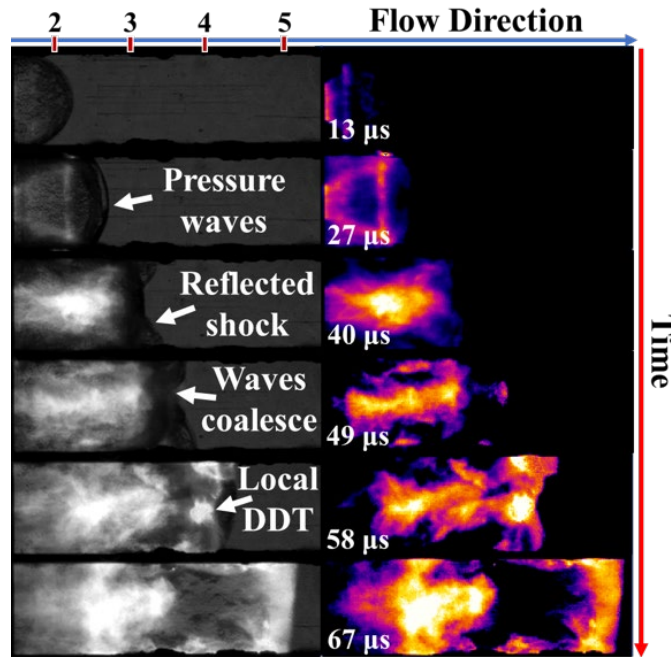 2 3 4 5
Flow Direction
13 µs
Pressure
waves
27 µs
Reflected
shock
40 µs
Waves
coalesce
49 µs
Local
DDT
58 µs
67 µs
Time